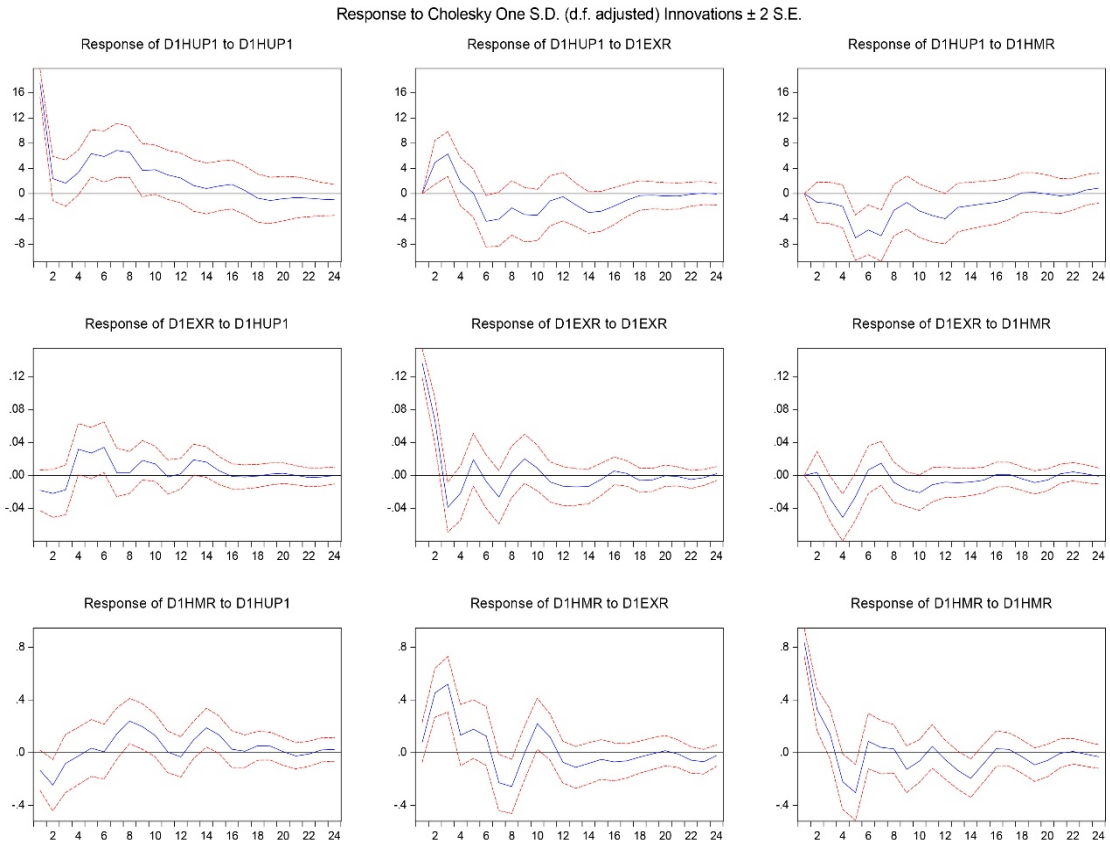 Response to Cholesky One S.D. (d.f. adjusted) Innovations ± 2 S.E.
Response of D1HUP1 to D1HUP1
Response of D1HUP1 to D1EXR
Response of D1HUP1 to D1HMR
16
12
8
4
0
-4
-8
2 4 6 8 10 12 14 16 18 20 22 24
16
12
8
4
0
-4
-8
2 4 6 8 10 12 14 16 18 20 22 24
16
12
8
4
0
-4
-8
2 4 6 8 10 12 14 16 18 20 22 24
Response of D1EXR to D1HUP1
Response of D1EXR to D1EXR
Response of D1EXR to D1HMR
.12
.08
.04
.00
-.04
2 4 6 8 10 12 14 16 18 20 22 24
.12
.08
.04
.00
-.04
2 4 6 8 10 12 14 16 18 20 22 24
.12
.08
.04
.00
-.04
2 4 6 8 10 12 14 16 18 20 22 24
Response of D1HMR to D1HUP1
Response of D1HMR to D1EXR
Response of D1HMR to D1HMR
.8
.4
.0
-.4
2 4 6 8 10 12 14 16 18 20 22 24
.8
.4
.0
-.4
2 4 6 8 10 12 14 16 18 20 22 24
.8
.4
.0
-.4
2 4 6 8 10 12 14 16 18 20 22 24